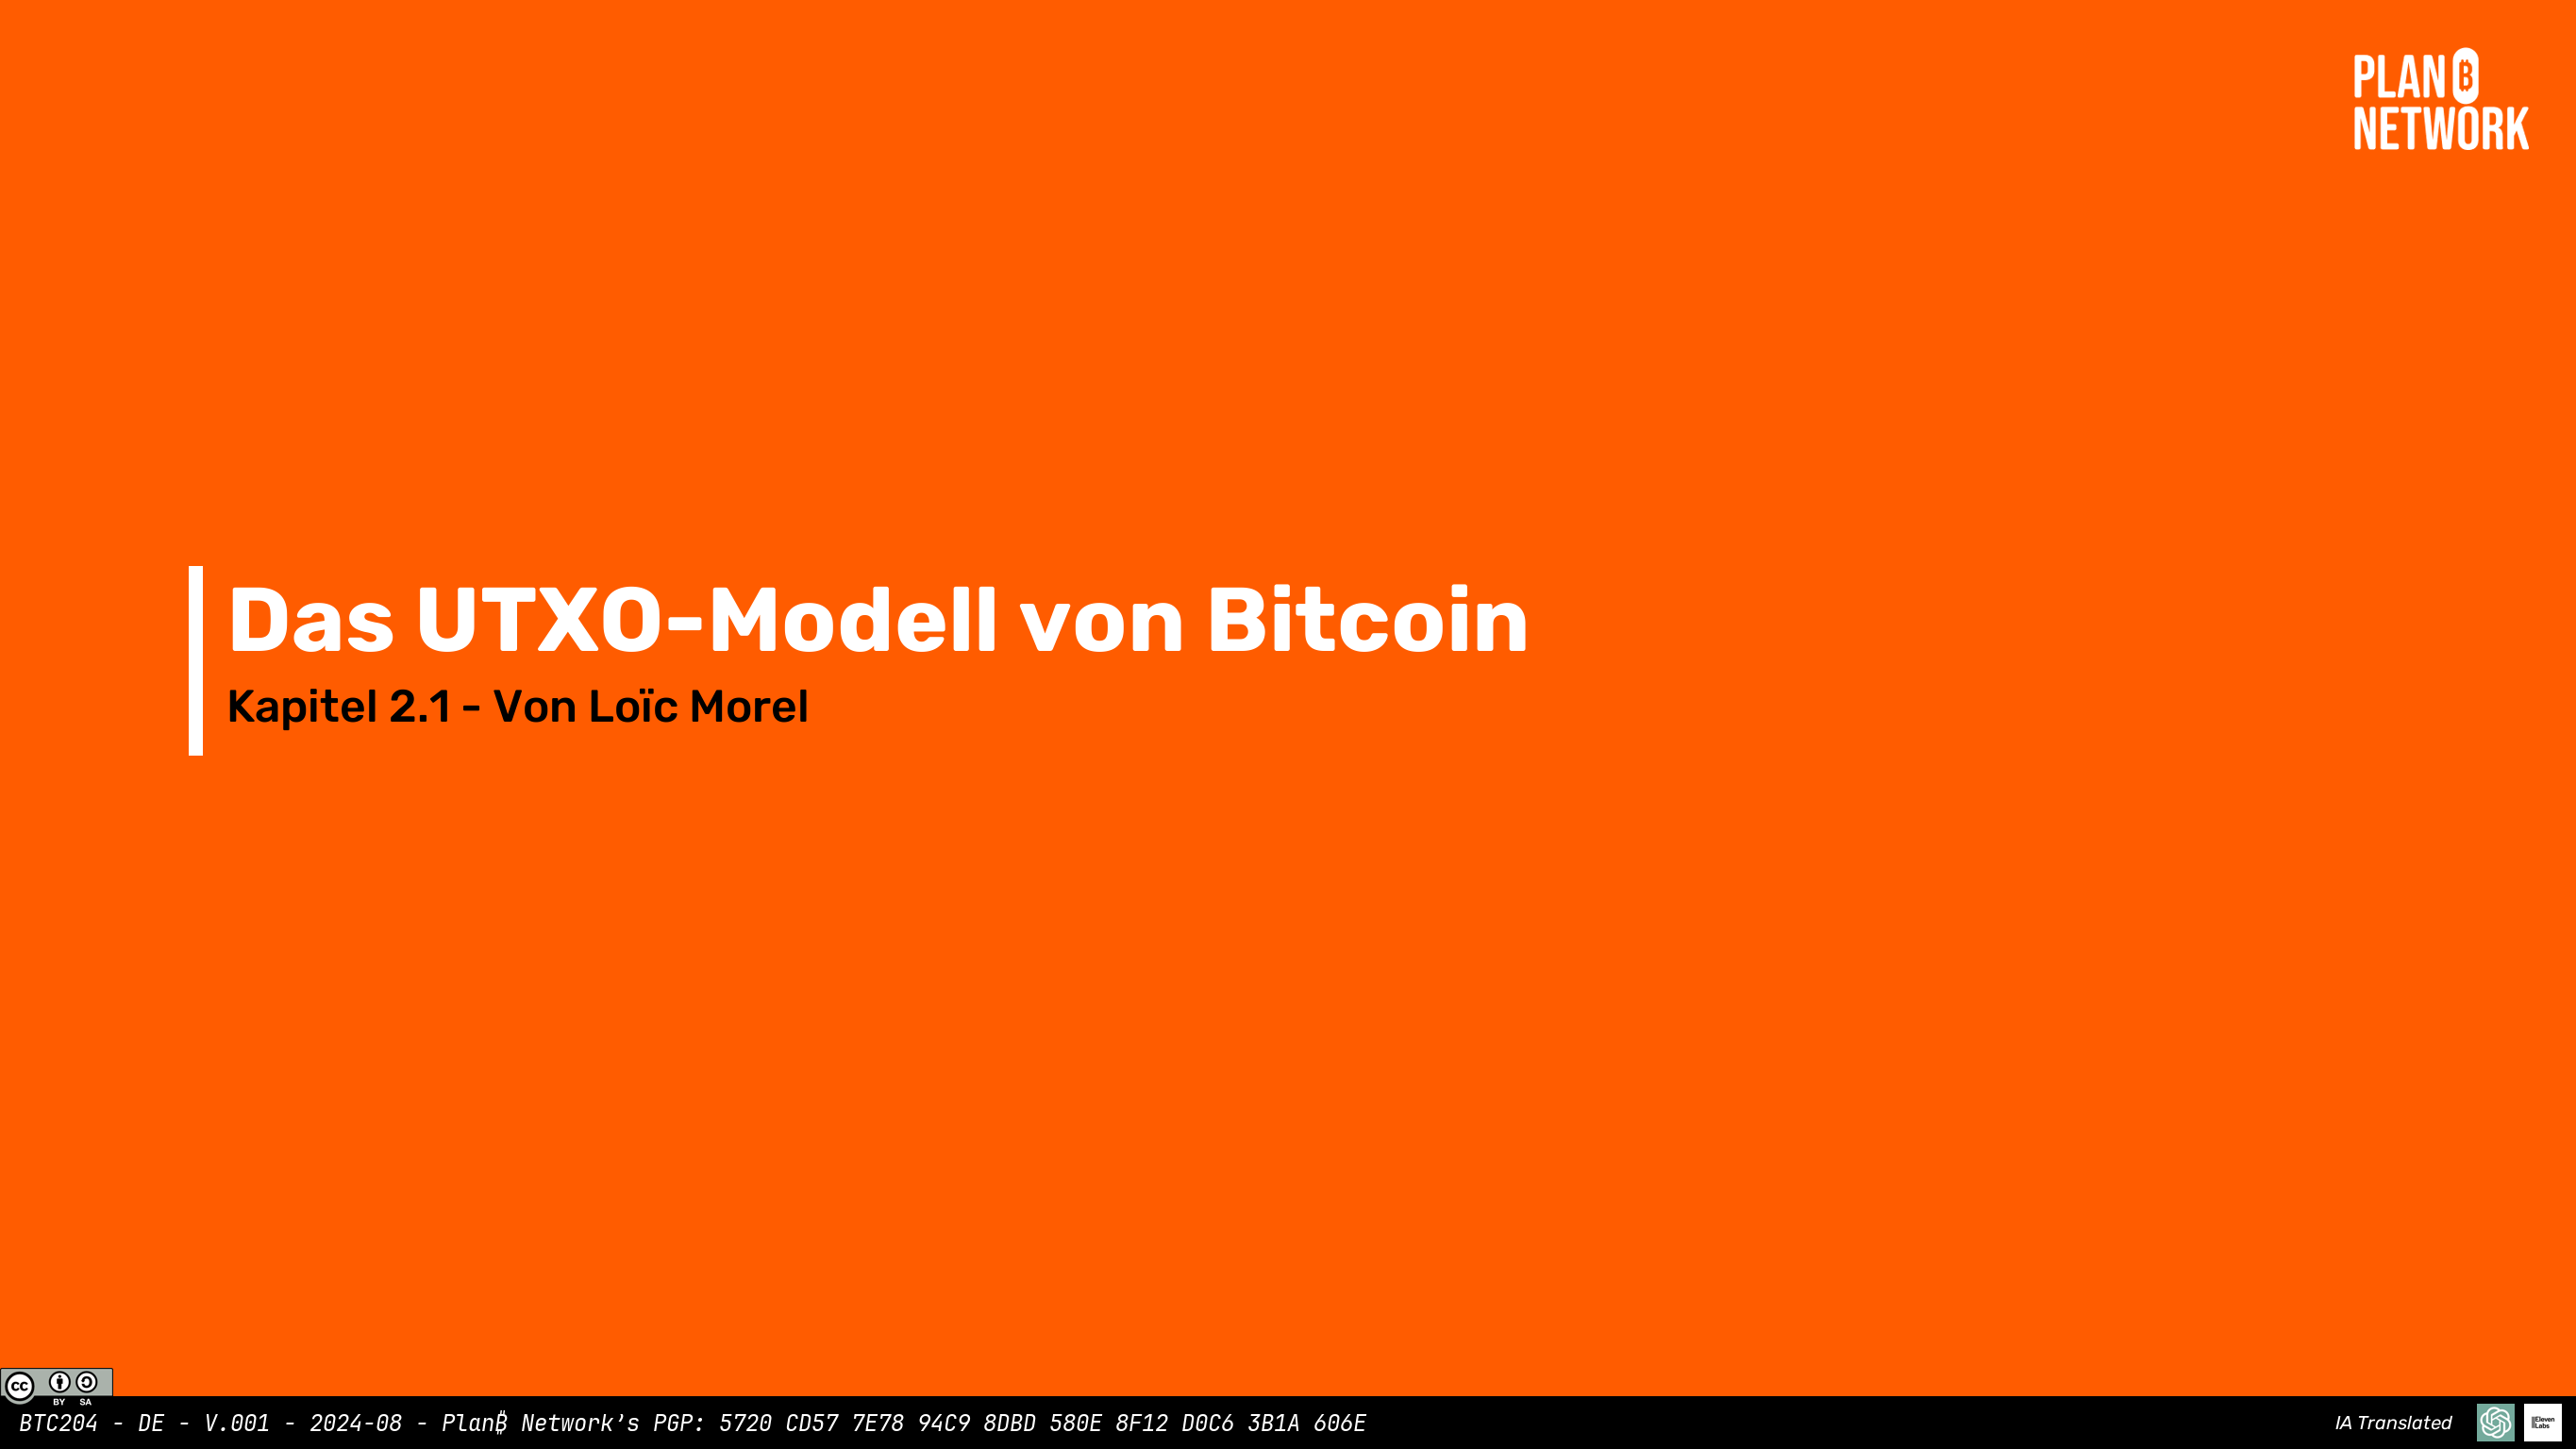 PLAN ₿
NETWORK
Das UTXO-Modell von Bitcoin
Kapitel 2.1 - Von Loïc Morel
CC BY SA
BTC204 - DE - V.001 - 2024-08 - Plan₿ Network’s PGP: 5720 CD57 7E78 94C9 8DBD 580E 8F12 D0C6 3B1A 606E
IA Translated
IIElevenLabs